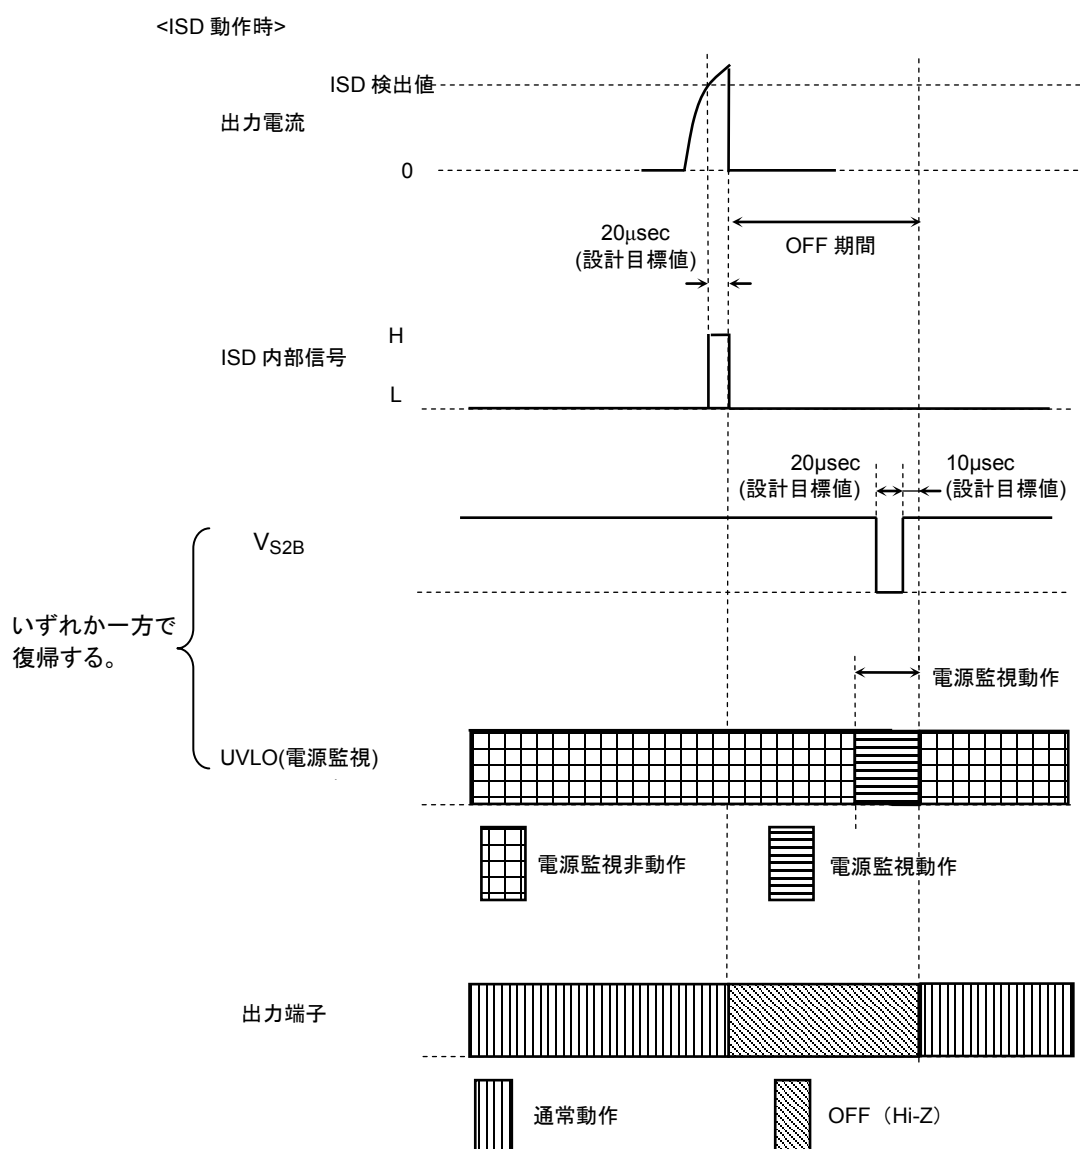 <ISD 動作時>
ISD 検出値
出力電流
0
20μsec
(設計目標値)
OFF 期間
H
ISD 内部信号
L
20μsec
(設計目標値)
10μsec
(設計目標値)
VS2B
いずれか一方で
復帰する。
電源監視動作
UVLO(電源監視)
電源監視非動作
電源監視動作
出力端子
通常動作
OFF（Hi-Z）